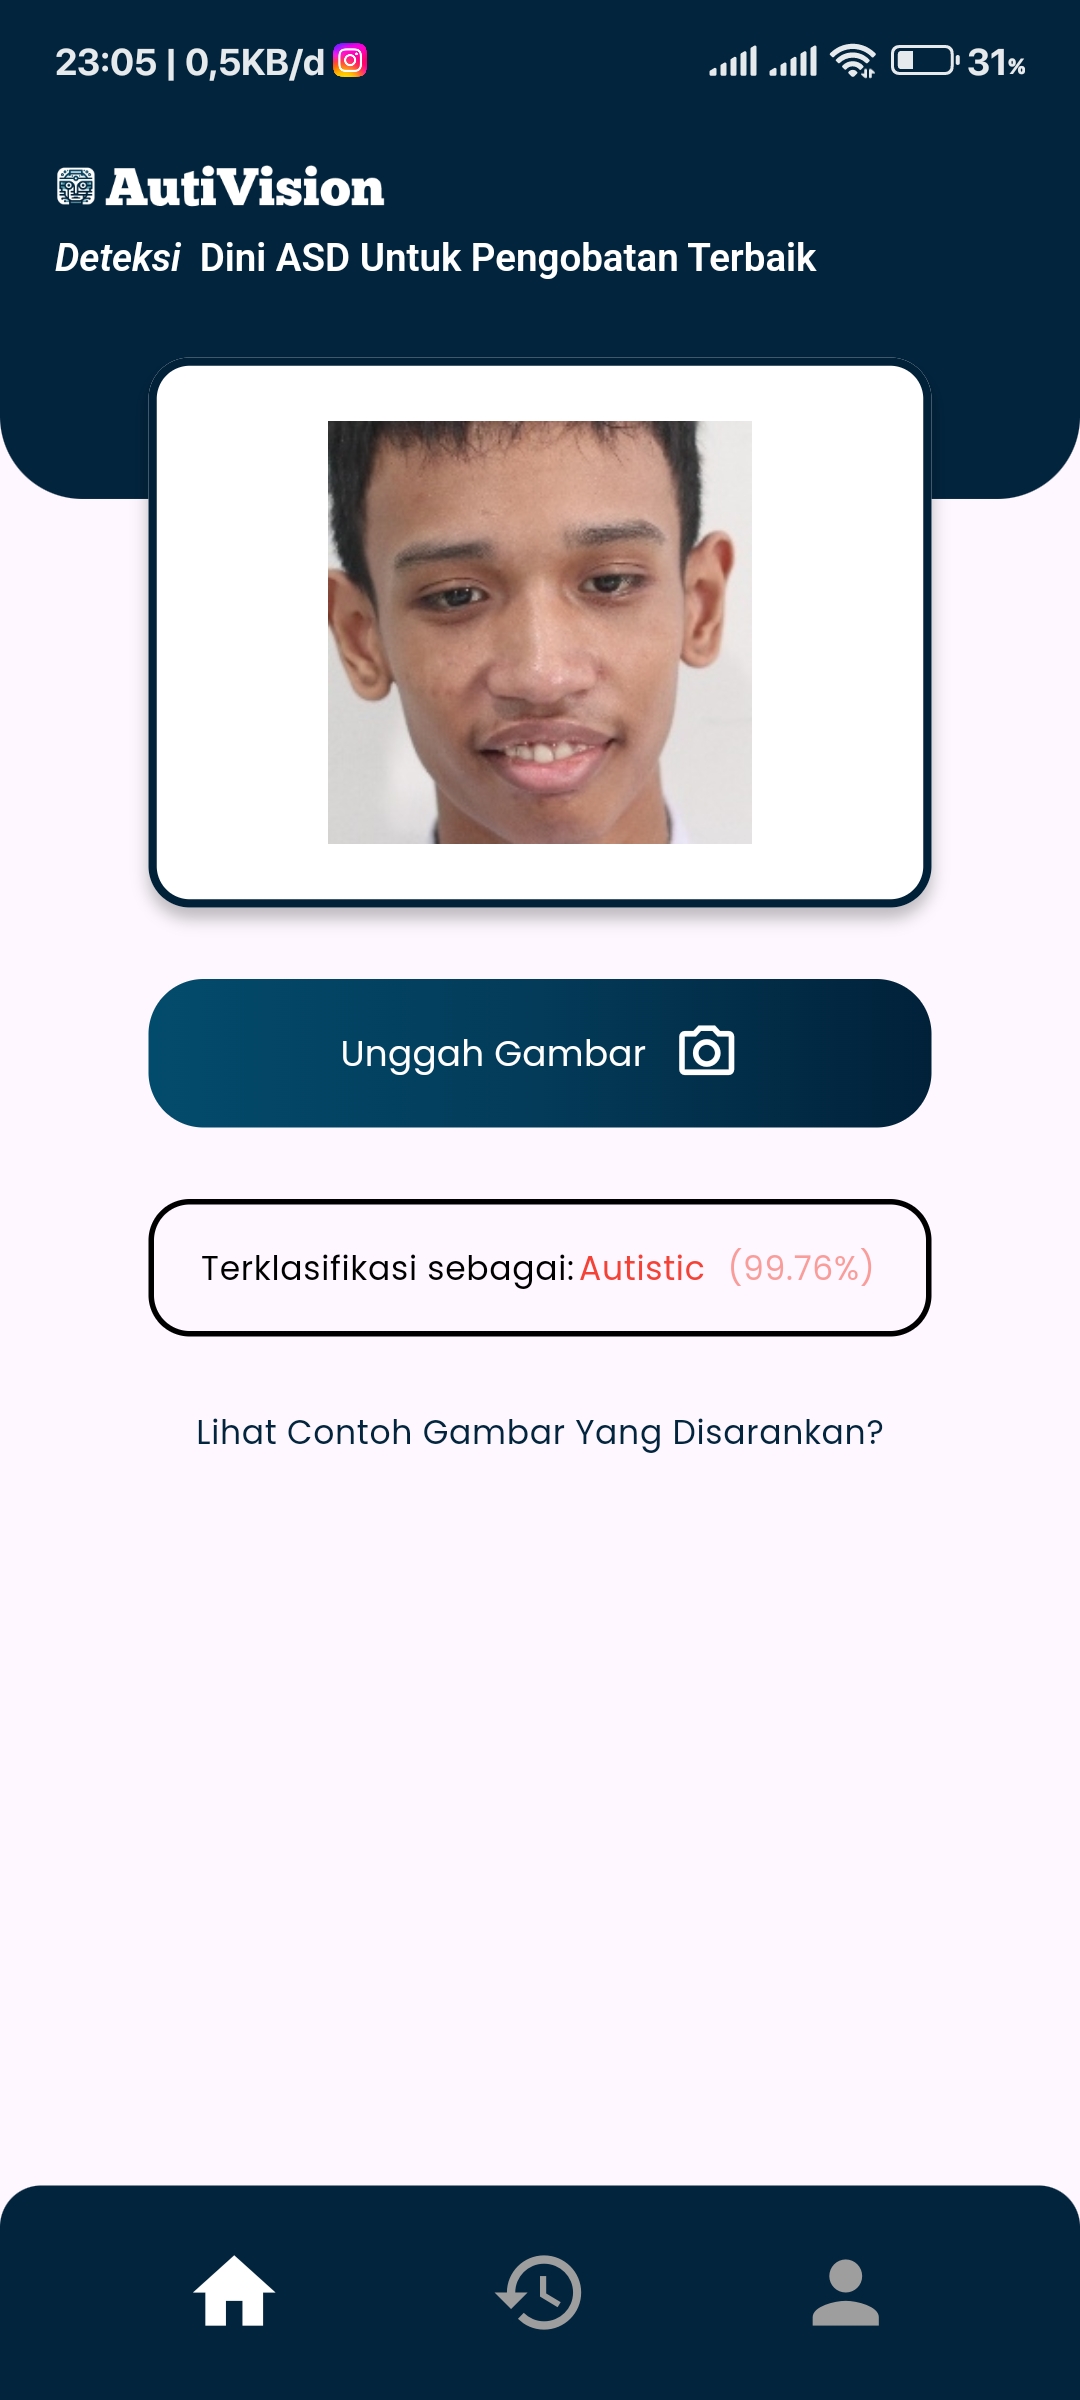 23:05 | 0,5KB/d 31%
AutiVision
Deteksi Dini ASD Untuk Pengobatan Terbaik
Unggah Gambar
Terklasifikasi sebagai: Autistic (99.76%)
Lihat Contoh Gambar Yang Disarankan?